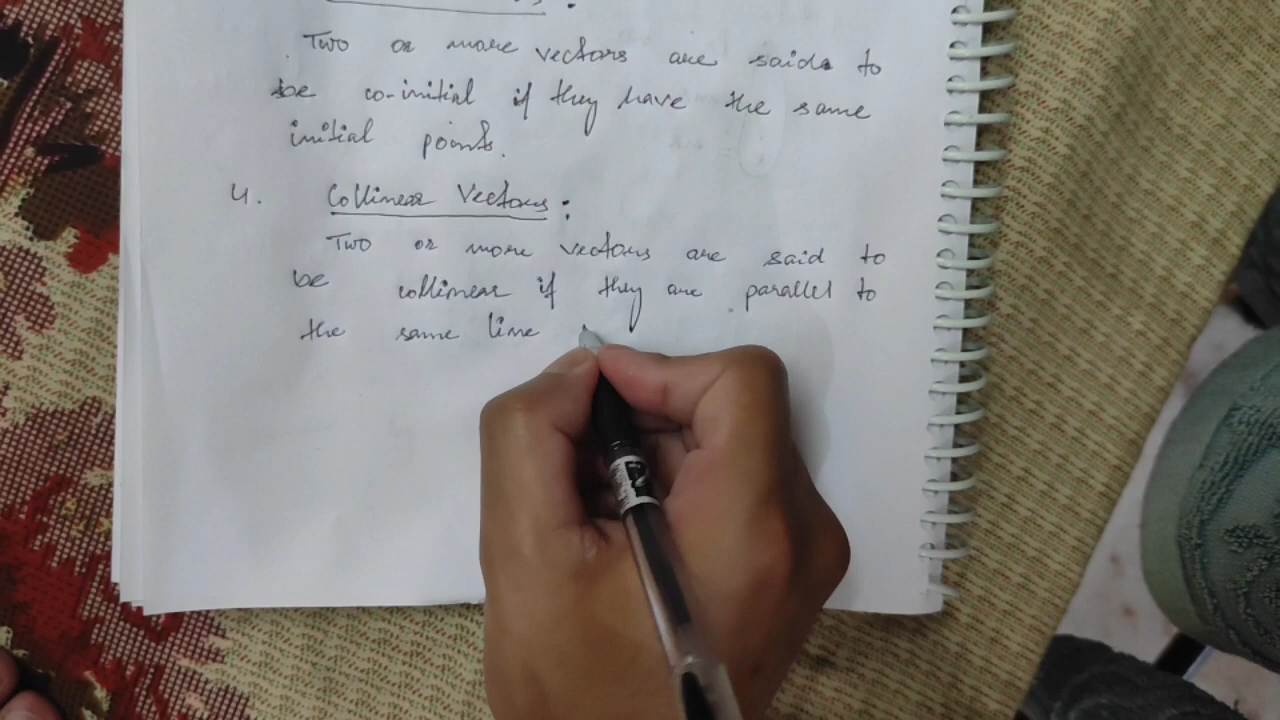 Two or more vectors are said to
be co-initial if they have the same
initial points.
4. Collinear Vectors :
Two or more vectors are said to
be collinear if they are parallel to
the same line